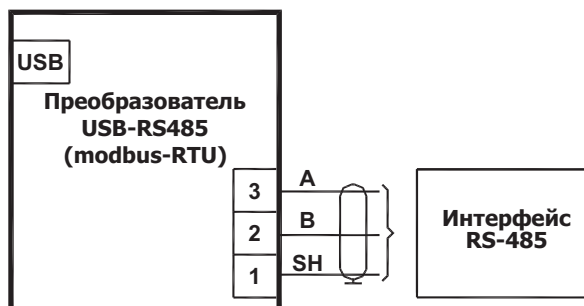 USB
Преобразователь
USB-RS485
(modbus-RTU)
3
A
2
B
1
SH
Интерфейс
RS-485